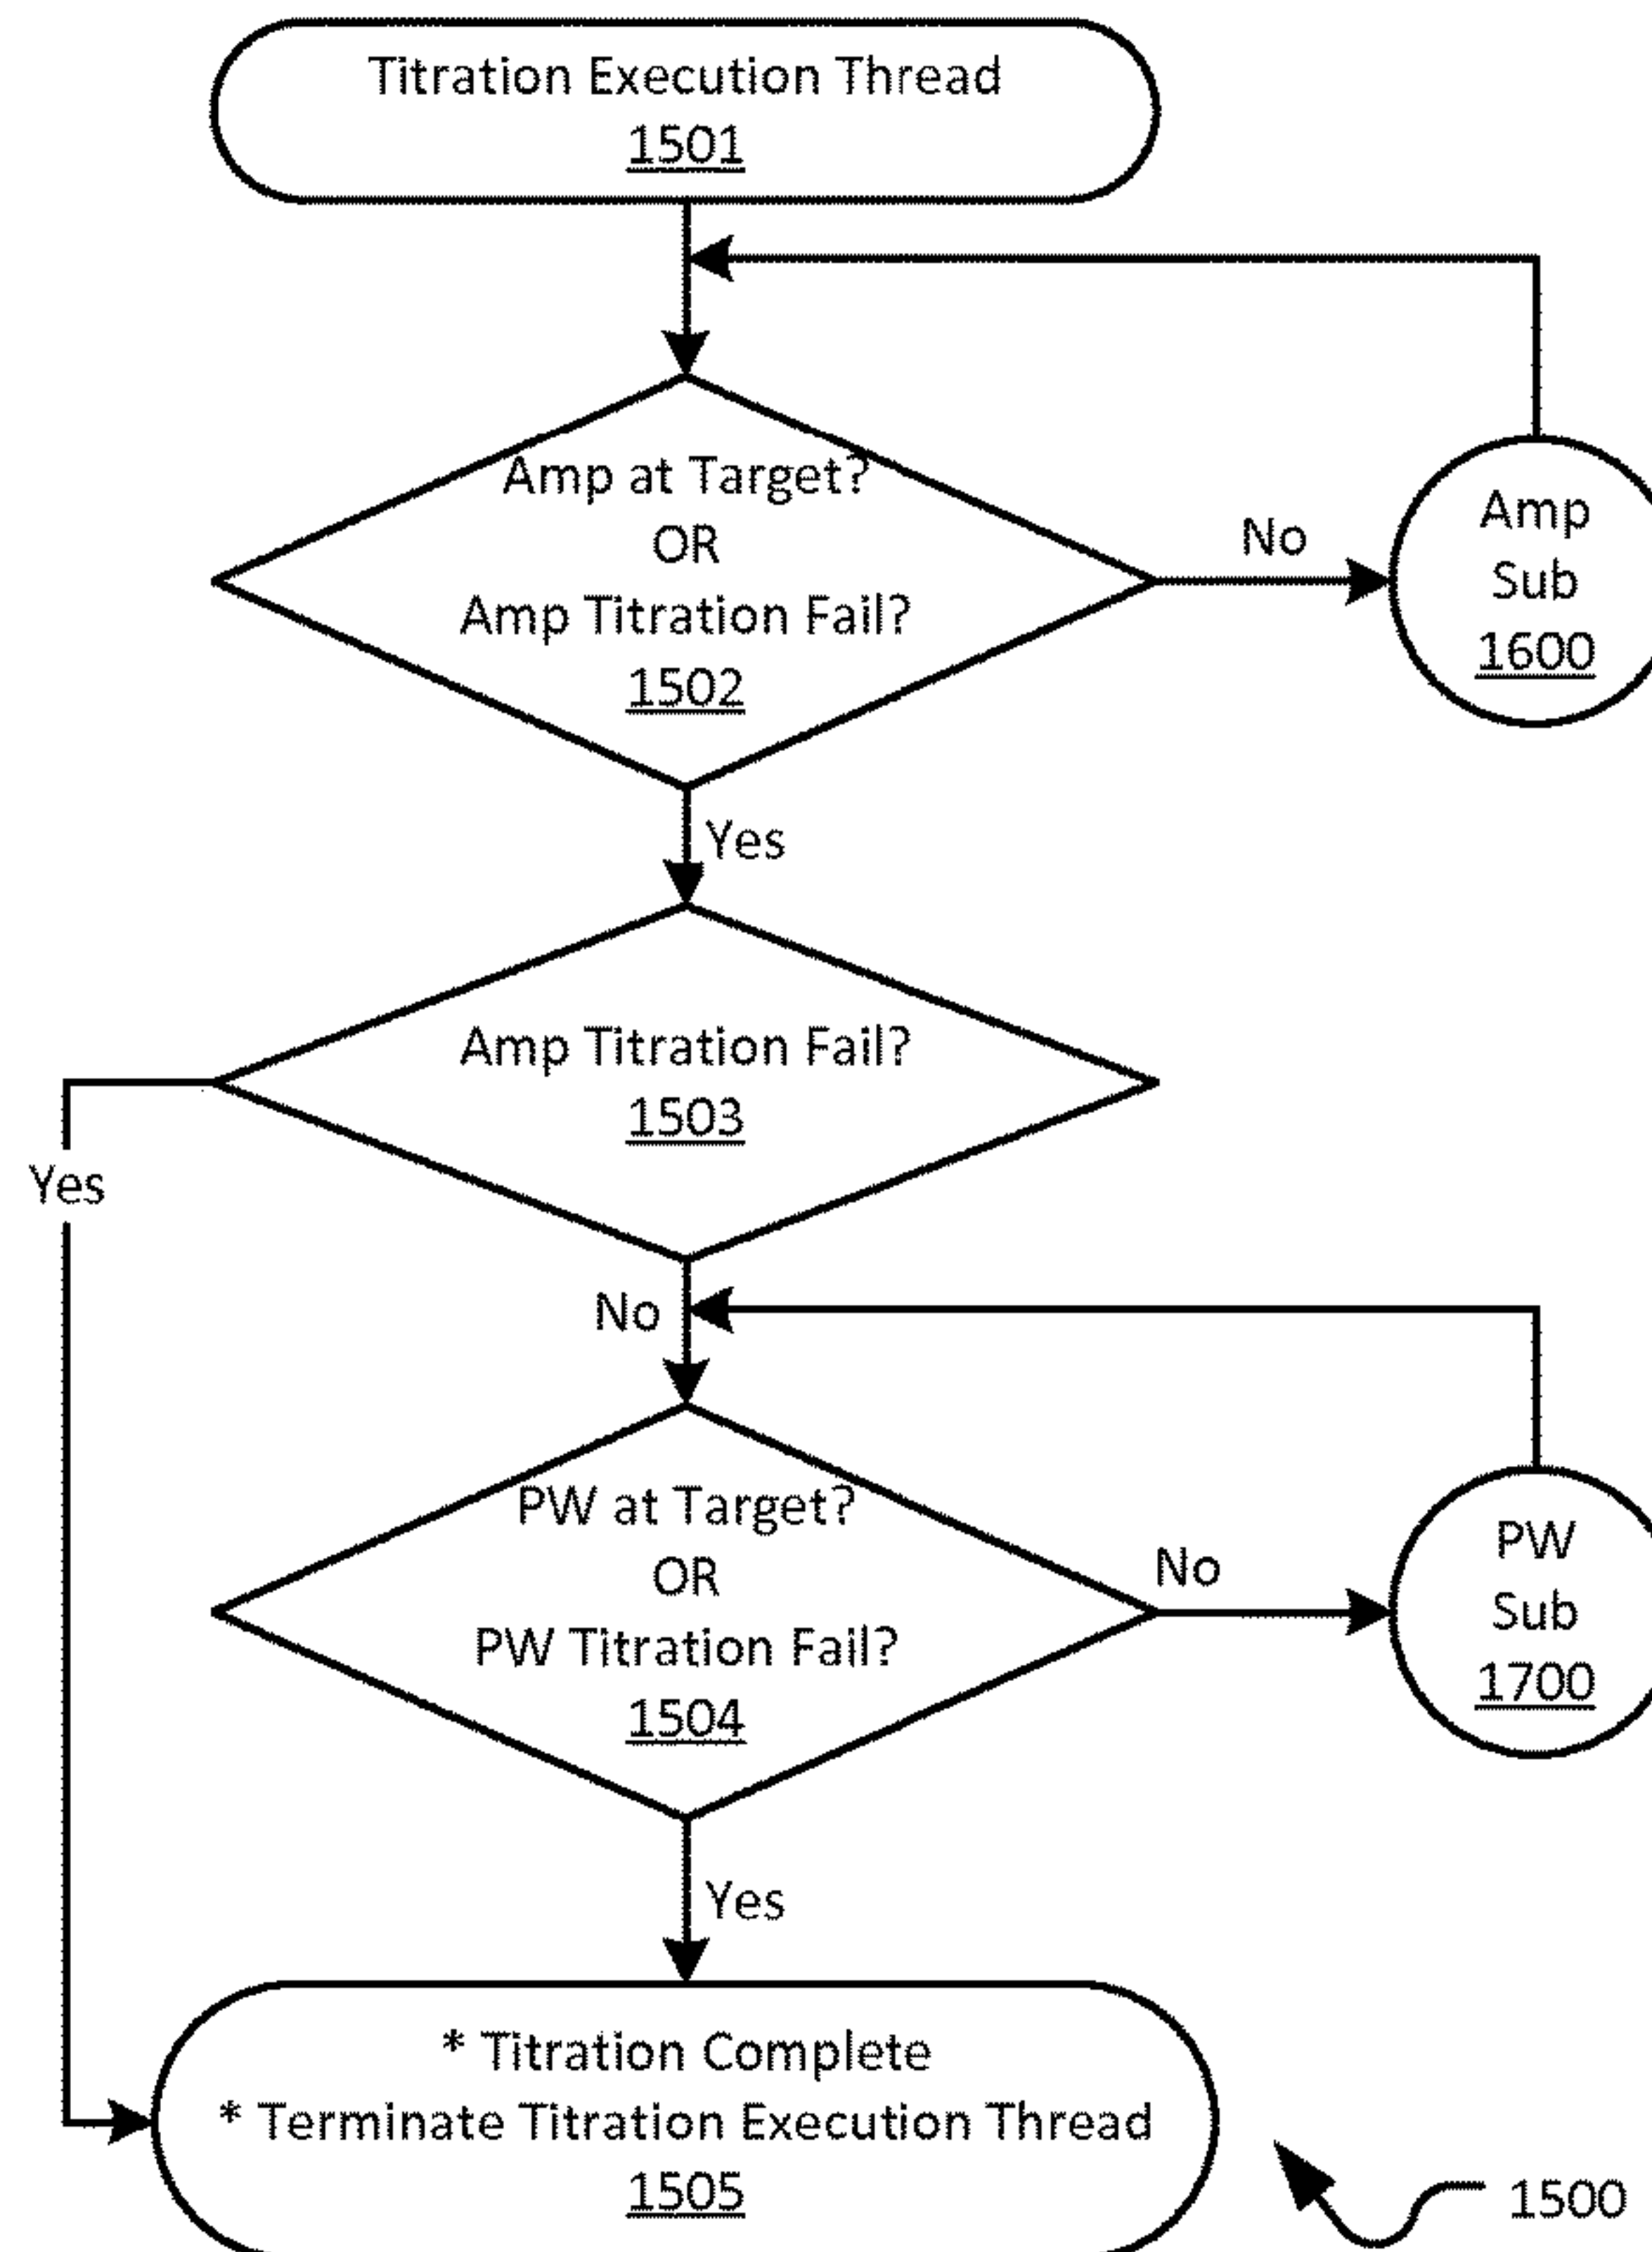 Titration Execution Thread
1501
Amp at Target?
OR
Amp Titration Fail?
1502
No
Amp
Sub
1600
Yes
Amp Titration Fail?
1503
Yes
No
PW at Target?
OR
PW Titration Fail?
1504
No
PW
Sub
1700
Yes
* Titration Complete
* Terminate Titration Execution Thread
1505
1500